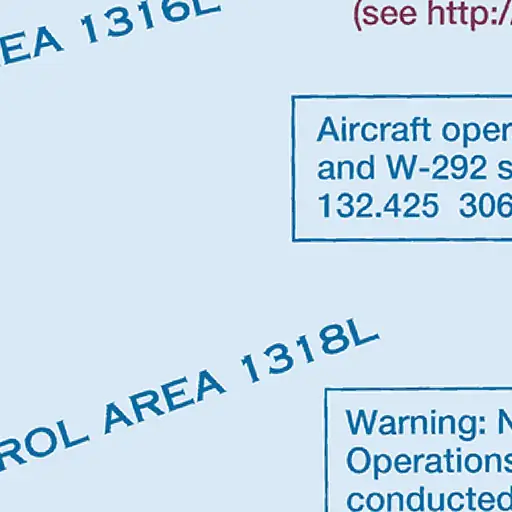 EA 1316L
(see http:/
Aircraft oper
and W-292 s
132.425 306
ROL AREA 1318L
Warning: N
Operations
conducted